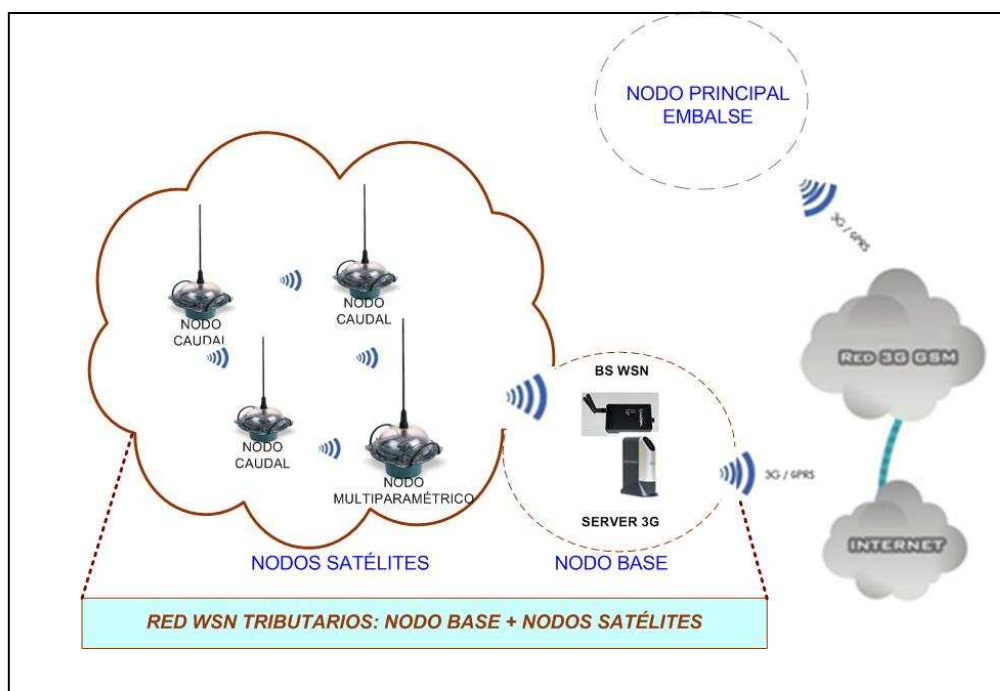 NODO PRINCIPAL
EMBALSE
3G / GPRS
NODO
CAUDAL
NODO
CAUDAL
RED 3G GSM
BS WSN
NODO
CAUDAL
NODO
MULTIPARAMÉTRICO
3G / GPRS
SERVER 3G
INTERNET
NODOS SATÉLITES
NODO BASE
RED WSN TRIBUTARIOS: NODO BASE + NODOS SATÉLITES